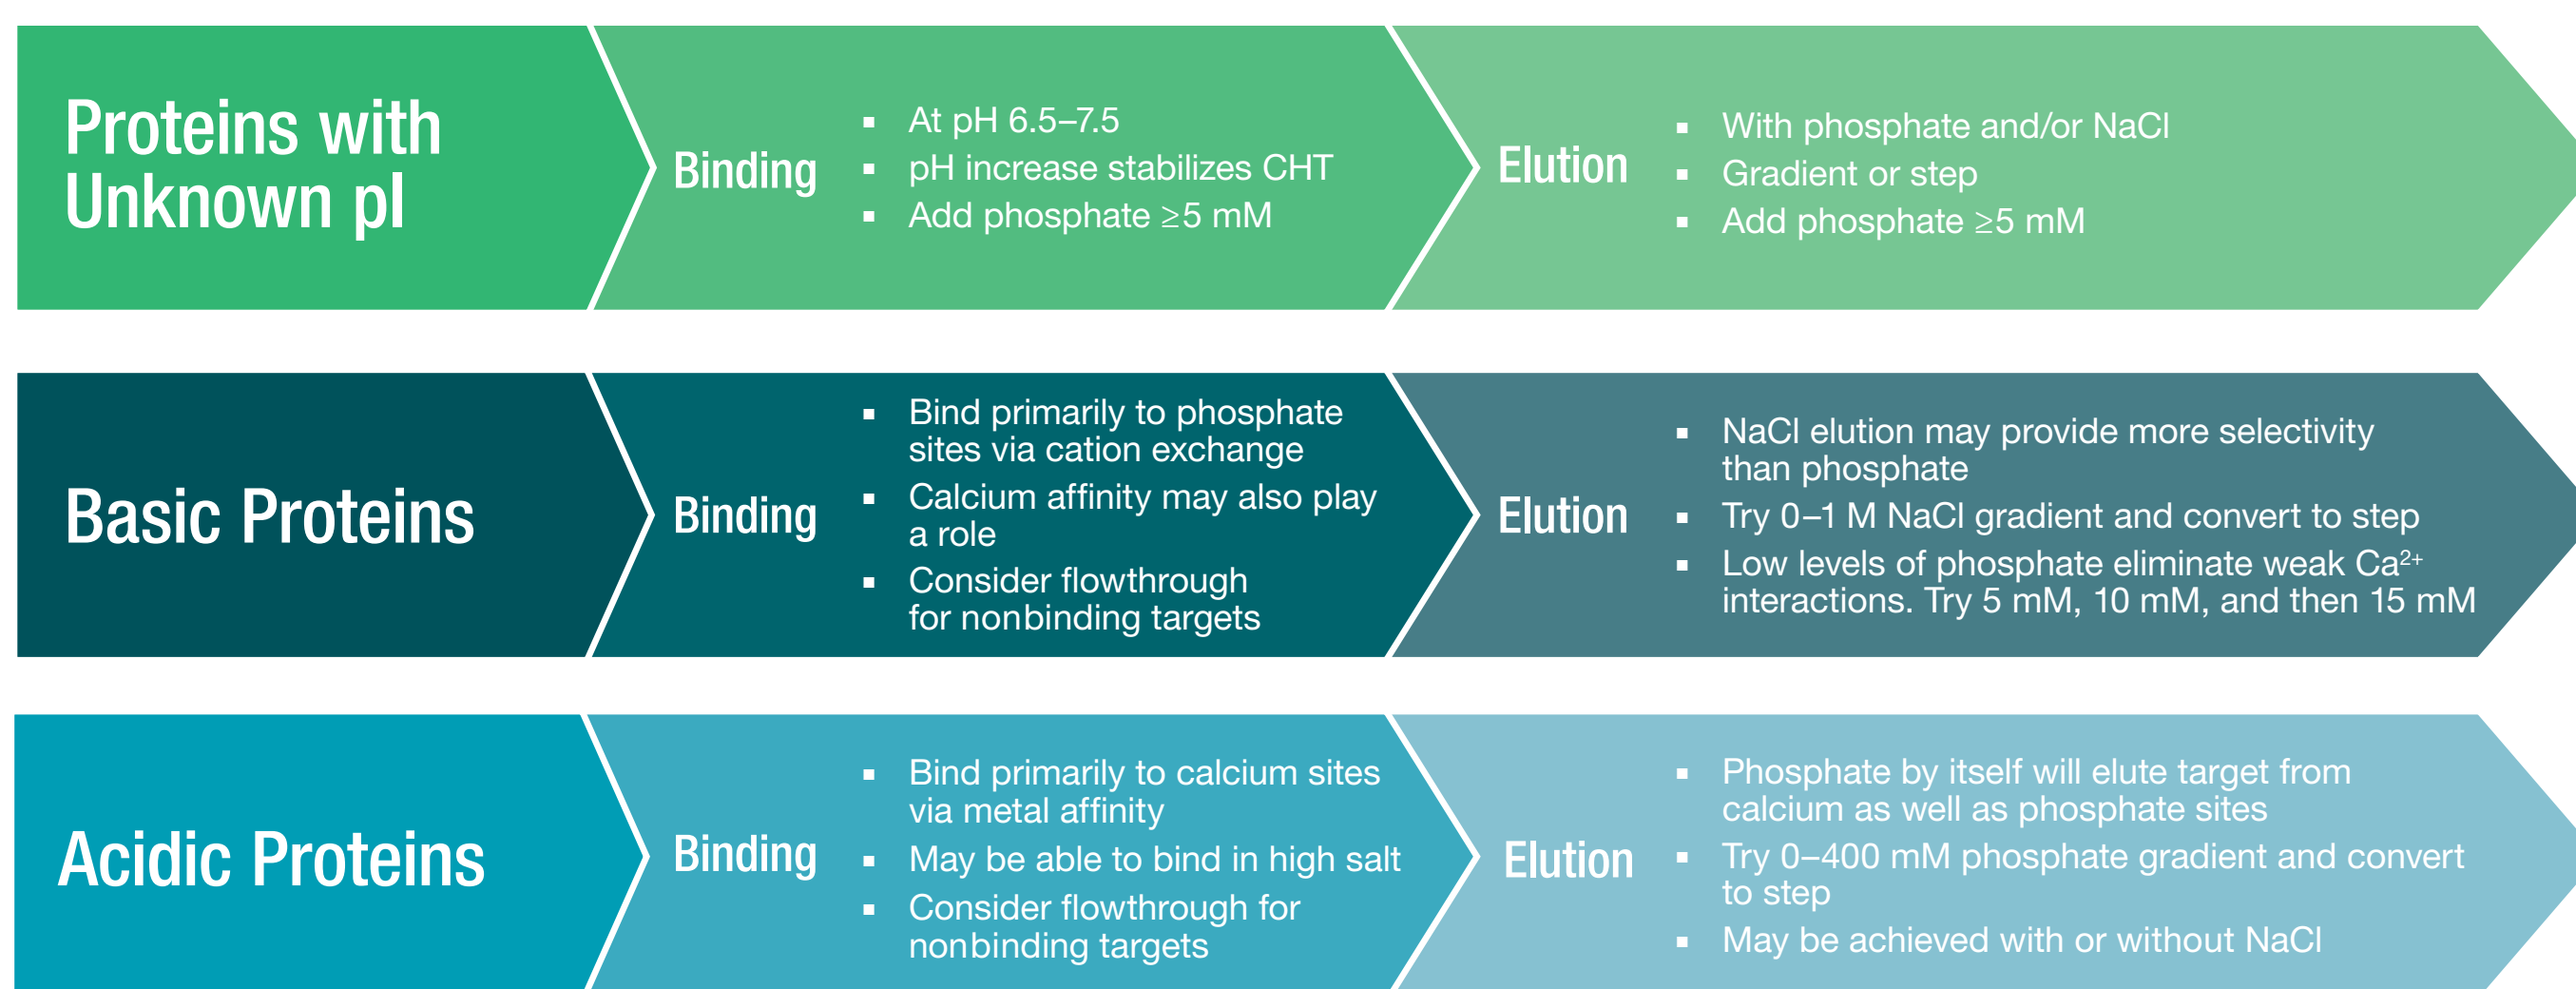 Proteins with
Unknown pI
Binding
▪ At pH 6.5–7.5
▪ pH increase stabilizes CHT
▪ Add phosphate ≥5 mM
Elution
▪ With phosphate and/or NaCl
▪ Gradient or step
▪ Add phosphate ≥5 mM
Basic Proteins
Binding
▪ Bind primarily to phosphate
sites via cation exchange
▪ Calcium affinity may also play
a role
▪ Consider flowthrough
for nonbinding targets
Elution
▪ NaCl elution may provide more selectivity
than phosphate
▪ Try 0–1 M NaCl gradient and convert to step
▪ Low levels of phosphate eliminate weak Ca²⁺
interactions. Try 5 mM, 10 mM, and then 15 mM
Acidic Proteins
Binding
▪ Bind primarily to calcium sites
via metal affinity
▪ May be able to bind in high salt
▪ Consider flowthrough for
nonbinding targets
Elution
▪ Phosphate by itself will elute target from
calcium as well as phosphate sites
▪ Try 0–400 mM phosphate gradient and convert
to step
▪ May be achieved with or without NaCl